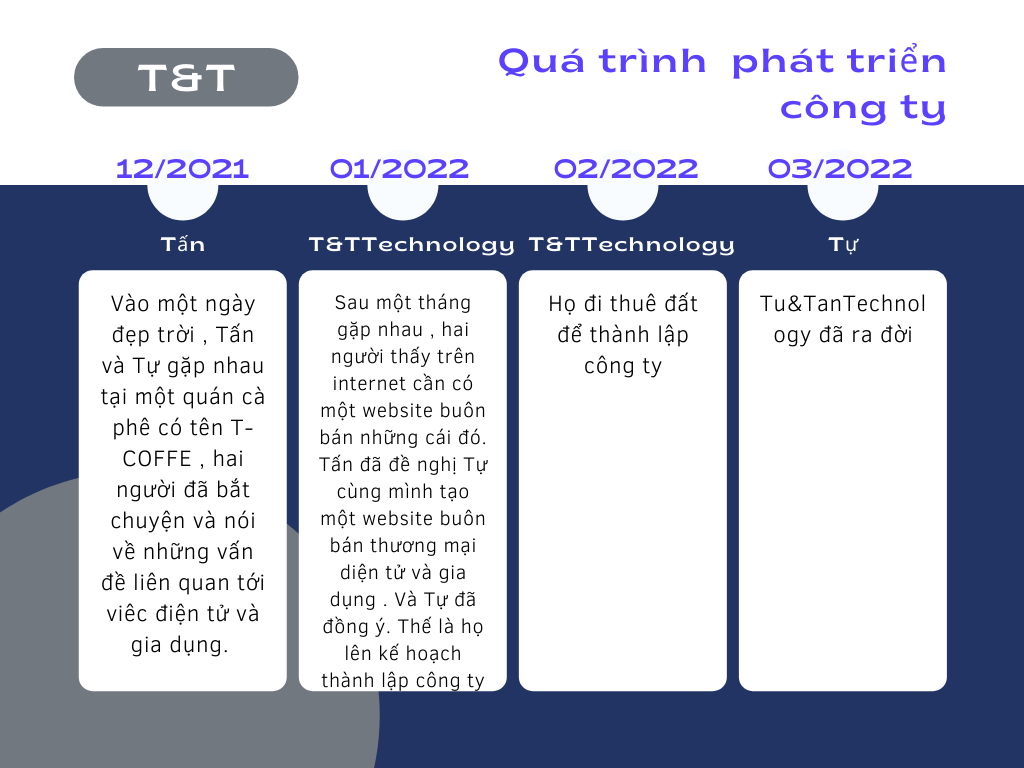 T&T
Quá trình phát triển
công ty
12/2021
01/2022
02/2022
03/2022
Tấn
T&TTechnology
T&TTechnology
Tự
Vào một ngày
đẹp trời , Tấn
và Tự gặp nhau
tại một quán cà
phê có tên T-
COFFE , hai
người đã bắt
chuyện và nói
về những vấn
đề liên quan tới
viêc điện tử và
gia dụng.
Sau một tháng
gặp nhau , hai
người thấy trên
internet cần có
một website buôn
bán những cái đó.
Tấn đã đề nghị Tự
cùng mình tạo
một website buôn
bán thương mại
diện tử và gia
dụng . Và Tự đã
đồng ý. Thế là họ
lên kế hoạch
thành lập công ty
Họ đi thuê đất
để thành lập
công ty
Tu&TanTechnol
ogy đã ra đời